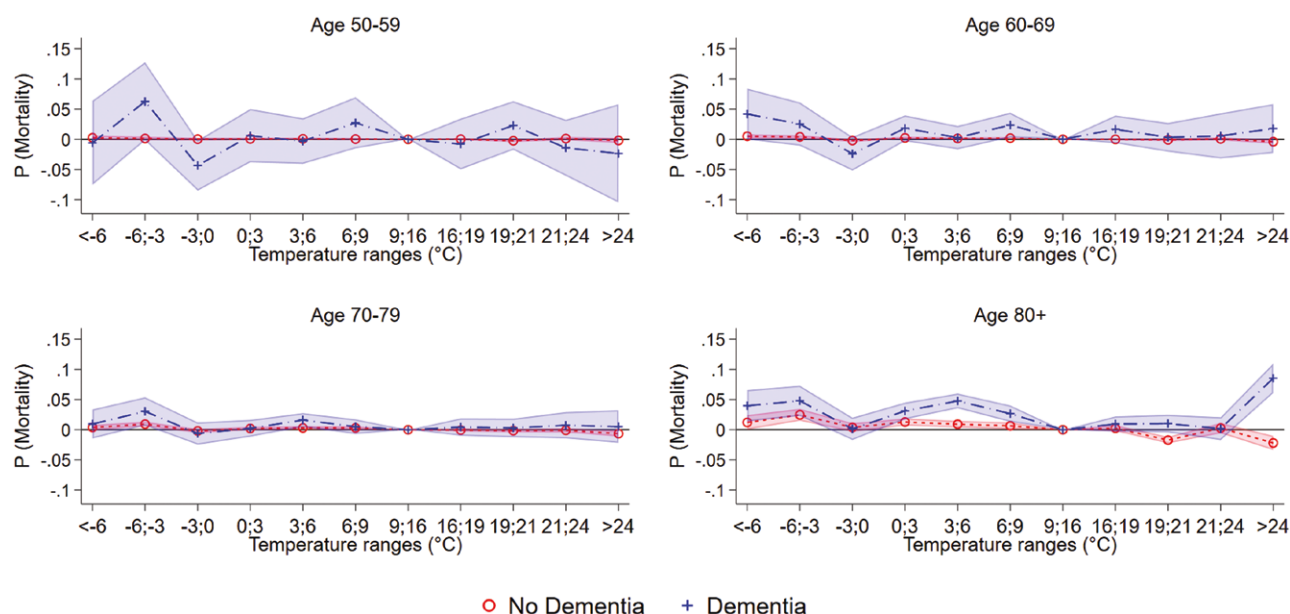 Age 50-59
P (Mortality)
.15
.1
.05
0
-.05
-.1
<-6 -6;-3 -3;0 0;3 3;6 6;9 9;16 16;19 19;21 21;24 >24
Temperature ranges (°C)
Age 60-69
P (Mortality)
.15
.1
.05
0
-.05
-.1
<-6 -6;-3 -3;0 0;3 3;6 6;9 9;16 16;19 19;21 21;24 >24
Temperature ranges (°C)
Age 70-79
P (Mortality)
.15
.1
.05
0
-.05
-.1
<-6 -6;-3 -3;0 0;3 3;6 6;9 9;16 16;19 19;21 21;24 >24
Temperature ranges (°C)
Age 80+
P (Mortality)
.15
.1
.05
0
-.05
-.1
<-6 -6;-3 -3;0 0;3 3;6 6;9 9;16 16;19 19;21 21;24 >24
Temperature ranges (°C)
No Dementia Dementia